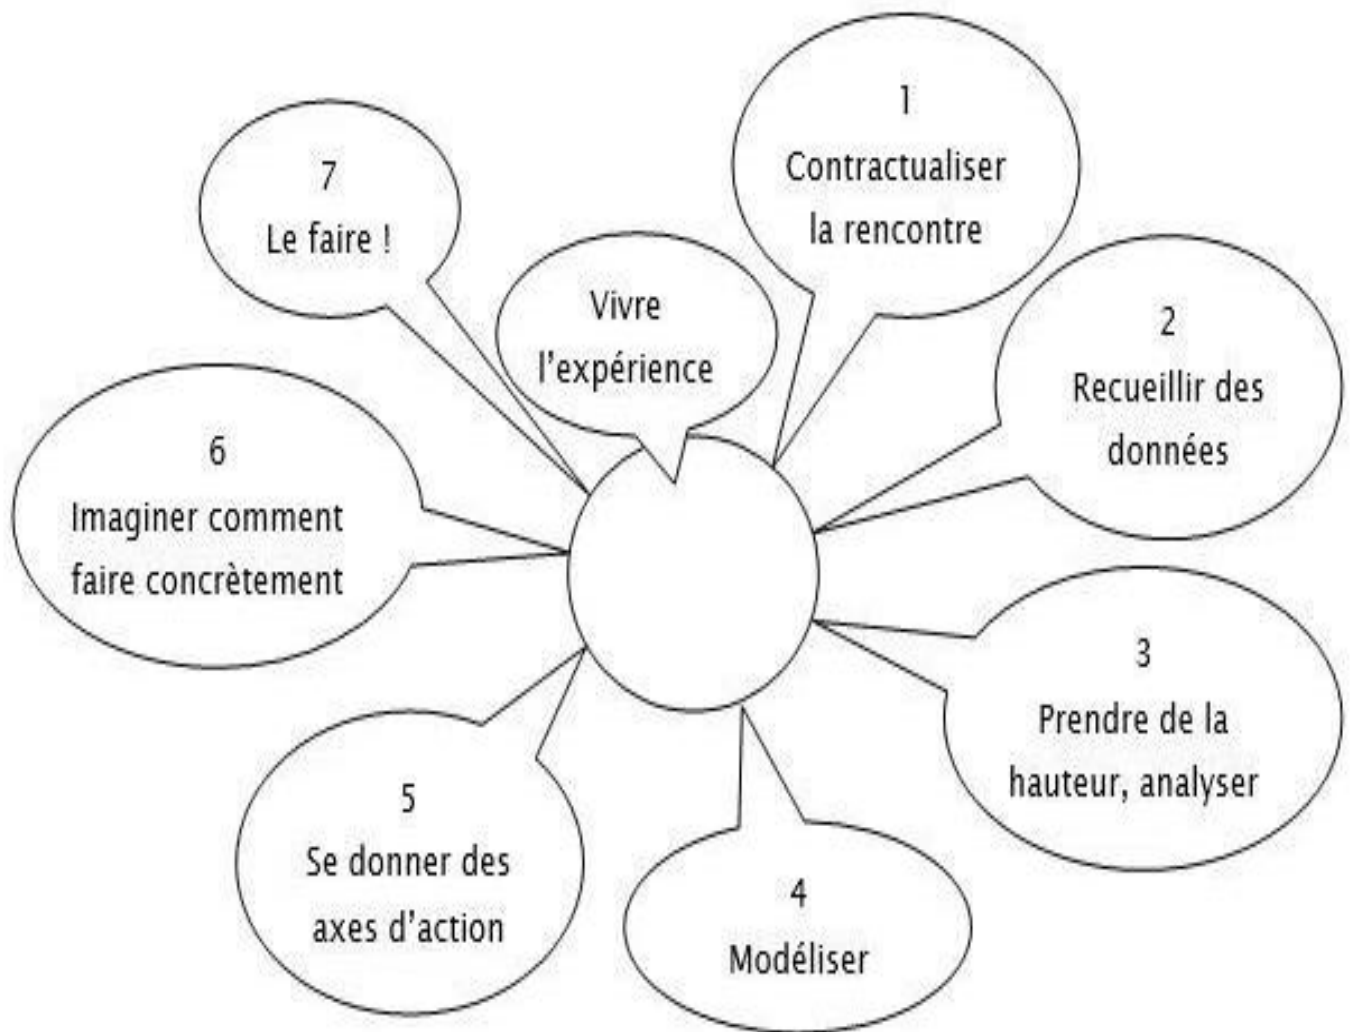 Vivre
l'expérience
1
Contractualiser
la rencontre
2
Recueillir des
données
3
Prendre de la
hauteur, analyser
4
Modéliser
5
Se donner des
axes d'action
6
Imaginer comment
faire concrètement
7
Le faire !